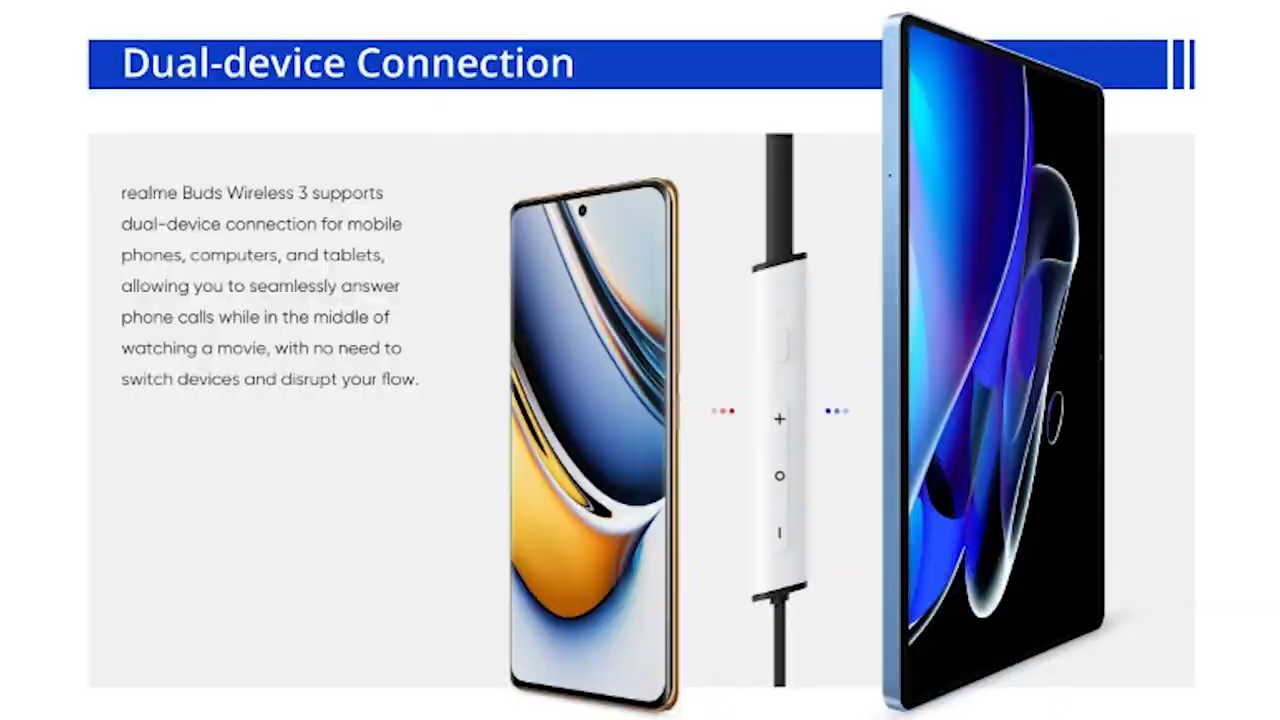 Dual-device Connection
realme Buds Wireless 3 supports
dual-device connection for mobile
phones, computers, and tablets,
allowing you to seamlessly answer
phone calls while in the middle of
watching a movie, with no need to
switch devices and disrupt your flow.